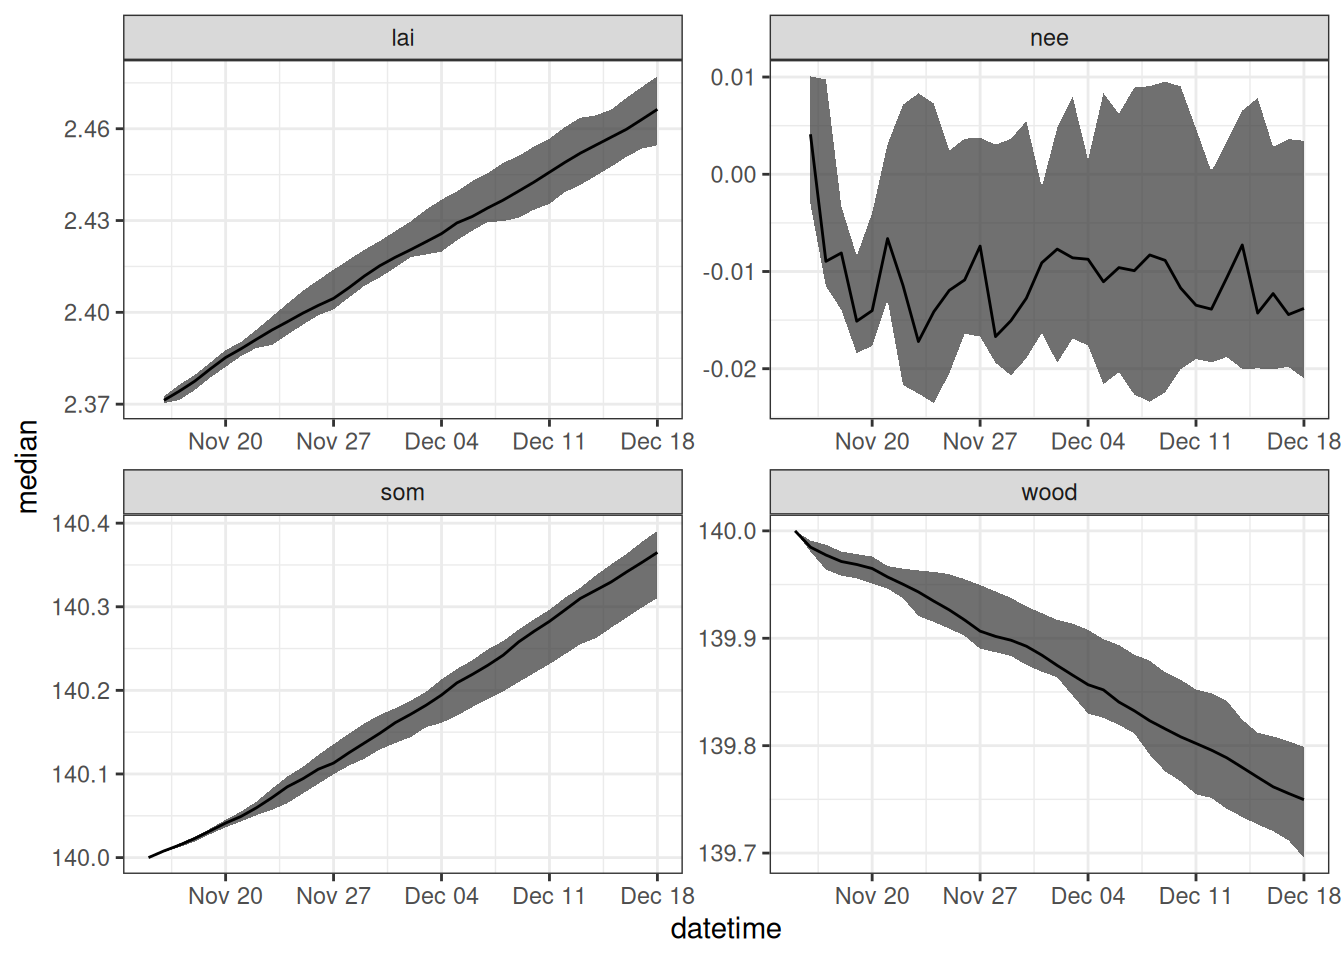 lai
nee
2.46
2.43
2.40
2.37
0.01
0.00
-0.01
-0.02
Nov 20 Nov 27 Dec 04 Dec 11 Dec 18
Nov 20 Nov 27 Dec 04 Dec 11 Dec 18
median
som
wood
140.4
140.3
140.2
140.1
140.0
140.0
139.9
139.8
139.7
Nov 20 Nov 27 Dec 04 Dec 11 Dec 18
Nov 20 Nov 27 Dec 04 Dec 11 Dec 18
datetime